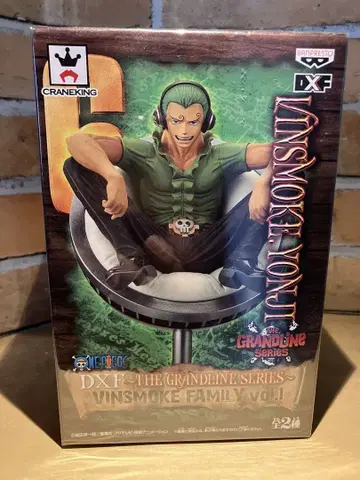 CRANEKING
BANPRESTO
DXF
VINSMOKE YONJI
THE
GRANDLINE
SERIES
ONE PIECE
DXF~THE GRANDLINE SERIES~
VINSMOKE FAMILY vol.1
全2種